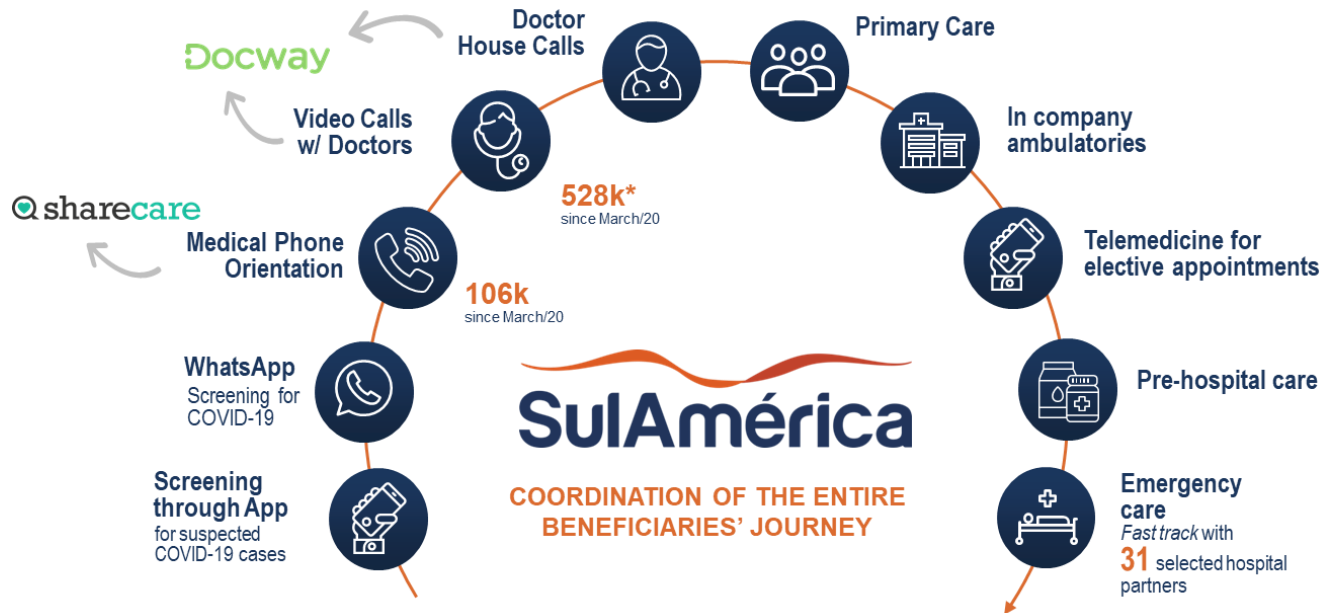 Doctor
House Calls
Primary Care
Docway
Video Calls
w/ Doctors
In company
ambulatories
528k*
since March/20
sharecare
Medical Phone
Orientation
Telemedicine for
elective appointments
106k
since March/20
WhatsApp
Screening for
COVID-19
Pre-hospital care
SulAmérica
Screening
through App
for suspected
COVID-19 cases
COORDINATION OF THE ENTIRE
BENEFICIARIES’ JOURNEY
Emergency
care
Fast track with
31 selected hospital
partners